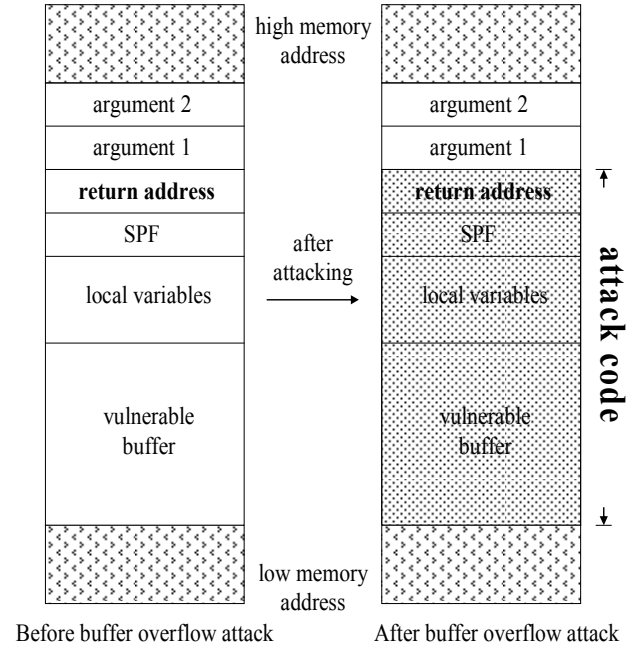 high memory
address
argument 2
argument 1
return address
SPF
local variables
vulnerable
buffer
after
attacking
argument 2
argument 1
return address
SPF
local variables
vulnerable
buffer
attack code
low memory
address
Before buffer overflow attack
After buffer overflow attack